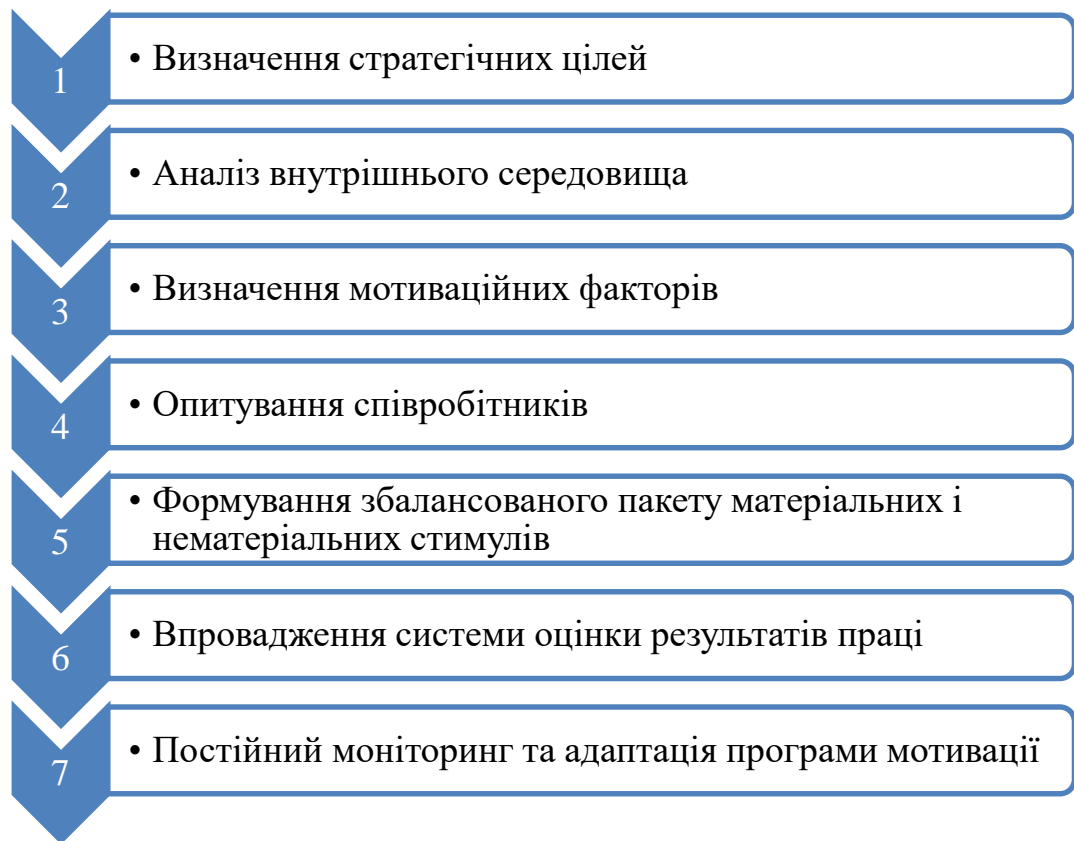 1
• Визначення стратегічних цілей
2
• Аналіз внутрішнього середовища
3
• Визначення мотиваційних факторів
4
• Опитування співробітників
5
• Формування збалансованого пакету матеріальних і
нематеріальних стимулів
6
• Впровадження системи оцінки результатів праці
7
• Постійний моніторинг та адаптація програми мотивації